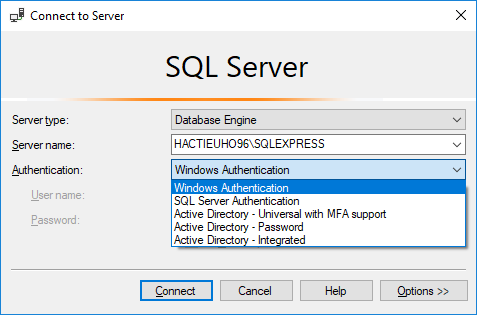 Connect to Server
SQL Server
Server type: Database Engine
Server name: HACTIEUHO96\SQLEXPRESS
Authentication: Windows Authentication
Windows Authentication
User name: SQL Server Authentication
Active Directory - Universal with MFA support
Password: Active Directory - Password
Active Directory - Integrated
Connect Cancel Help Options >>